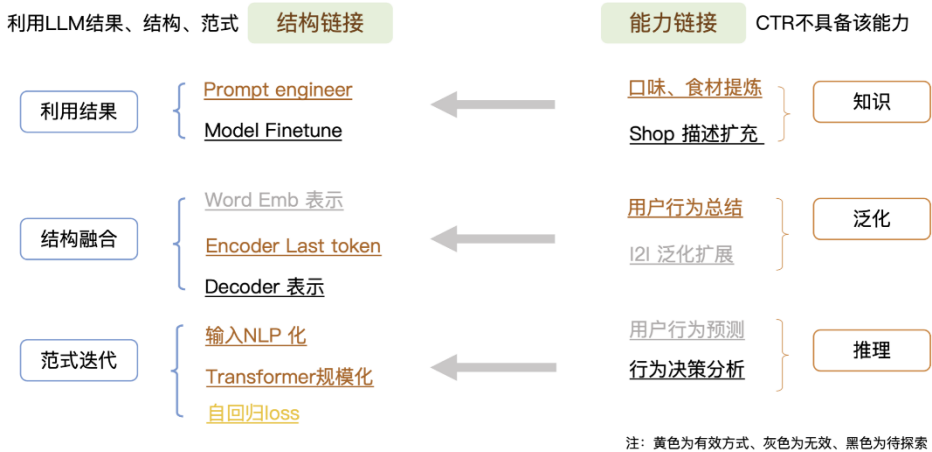 利用LLM结果、结构、范式 结构链接
能力链接 CTR不具备该能力
利用结果
Prompt engineer
Model Finetune
口味、食材提炼
Shop 描述扩充
知识
结构融合
Word Emb 表示
Encoder Last token
Decoder 表示
用户行为总结
I2I 泛化扩展
泛化
范式迭代
输入NLP 化
Transformer规模化
自回归loss
用户行为预测
行为决策分析
推理
注：黄色为有效方式、灰色为无效、黑色为待探索